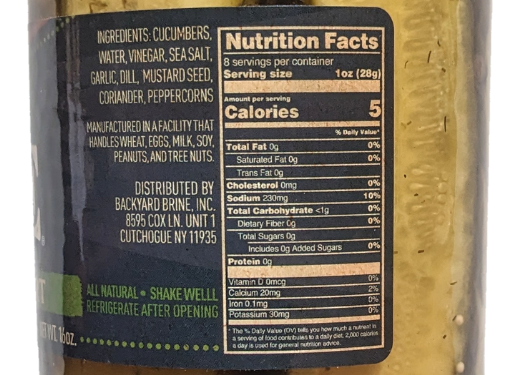 INGREDIENTS: CUCUMBERS,
WATER, VINEGAR, SEA SALT,
GARLIC, DILL, MUSTARD SEED,
CORIANDER, PEPPERCORNS
MANUFACTURED IN A FACILITY THAT
HANDLES WHEAT, EGGS, MILK, SOY,
PEANUTS, AND TREE NUTS.
DISTRIBUTED BY
BACKYARD BRINE, INC.
8595 COX LN. UNIT 1
CUTCHOGUE NY 11935
ALL NATURAL • SHAKE WELLL
REFRIGERATE AFTER OPENING
WT. 16OZ.
Nutrition Facts
8 servings per container
Serving size 1oz (28g)
Amount per serving
Calories 5
% Daily Value*
Total Fat 0g 0%
Saturated Fat 0g 0%
Trans Fat 0g
Cholesterol 0mg 0%
Sodium 230mg 10%
Total Carbohydrate <1g 0%
Dietary Fiber 0g 0%
Total Sugars 0g
Includes 0g Added Sugars 0%
Protein 0g
Vitamin D 0mcg 0%
Calcium 20mg 2%
Iron 0.1mg 0%
Potassium 30mg 0%
*The % Daily Value (DV) tells you how much a nutrient in
a serving of food contributes to a daily diet. 2,000 calories
a day is used for general nutrition advice.